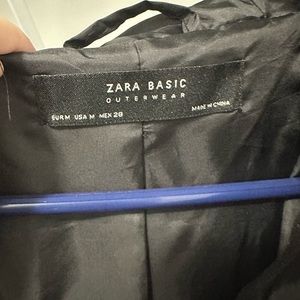 ZARA BASIC
OUTERWEAR
EUR M USA M MEX 28 MADE IN CHINA